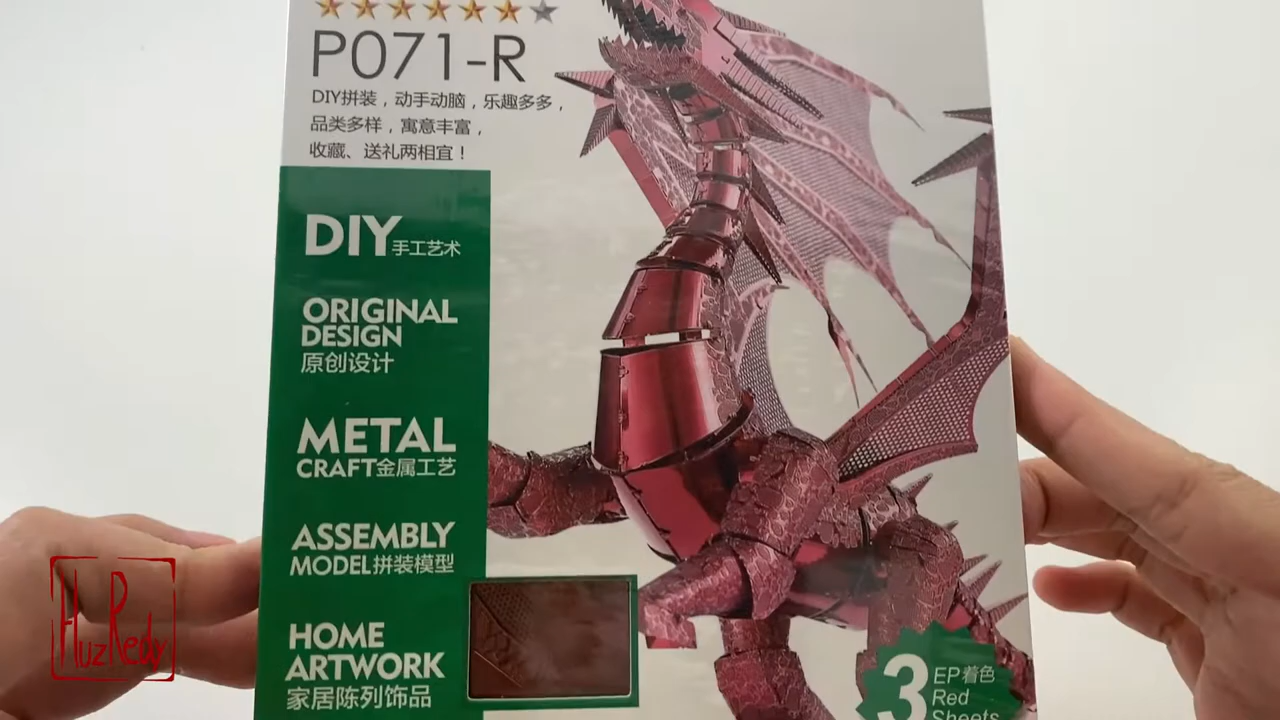 P071-R
DIY拼装，动手动脑，乐趣多多，
品类多样，寓意丰富，
收藏、送礼两相宜！
DIY手工艺术
ORIGINAL
DESIGN
原创设计
METAL
CRAFT金属工艺
ASSEMBLY
MODEL拼装模型
HOME
ARTWORK
家居陈列饰品
3 EP着色
Red
Sheets
HuzRedy